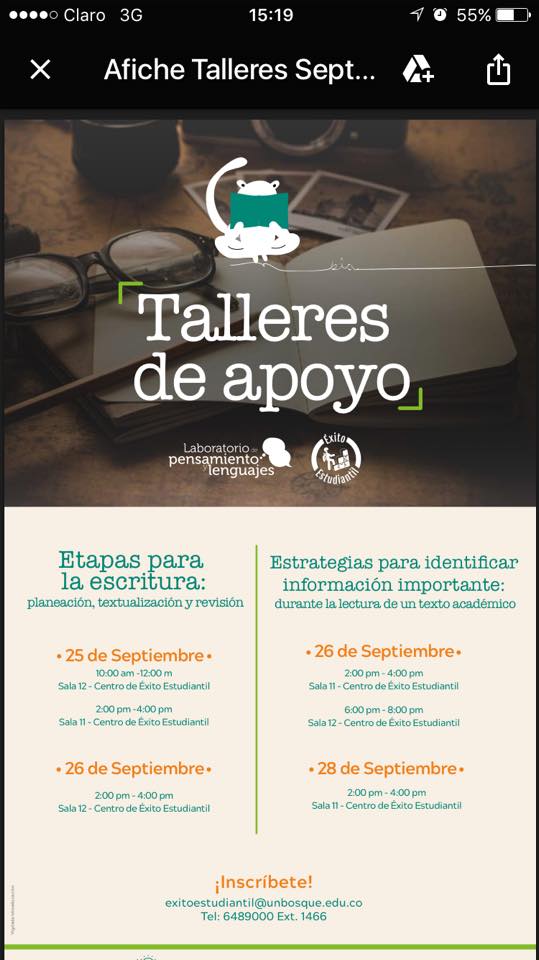 Claro 3G 15:19 55%
Afiche Talleres Sept...
Talleres
de apoyo
Laboratorio de
pensamiento y
lenguajes
Éxito
Estudiantil
Etapas para
la escritura:
planeación, textualización y revisión
• 25 de Septiembre •
10:00 am -12:00 m
Sala 12 - Centro de Éxito Estudiantil
2:00 pm -4:00 pm
Sala 11 - Centro de Éxito Estudiantil
• 26 de Septiembre •
2:00 pm - 4:00 pm
Sala 12 - Centro de Éxito Estudiantil
Estrategias para identificar
información importante:
durante la lectura de un texto académico
• 26 de Septiembre •
2:00 pm - 4:00 pm
Sala 11 - Centro de Éxito Estudiantil
6:00 pm - 8:00 pm
Sala 12 - Centro de Éxito Estudiantil
• 28 de Septiembre •
2:00 pm - 4:00 pm
Sala 11 - Centro de Éxito Estudiantil
¡Inscríbete!
exitoestudiantil@unbosque.edu.co
Tel: 6489000 Ext. 1466